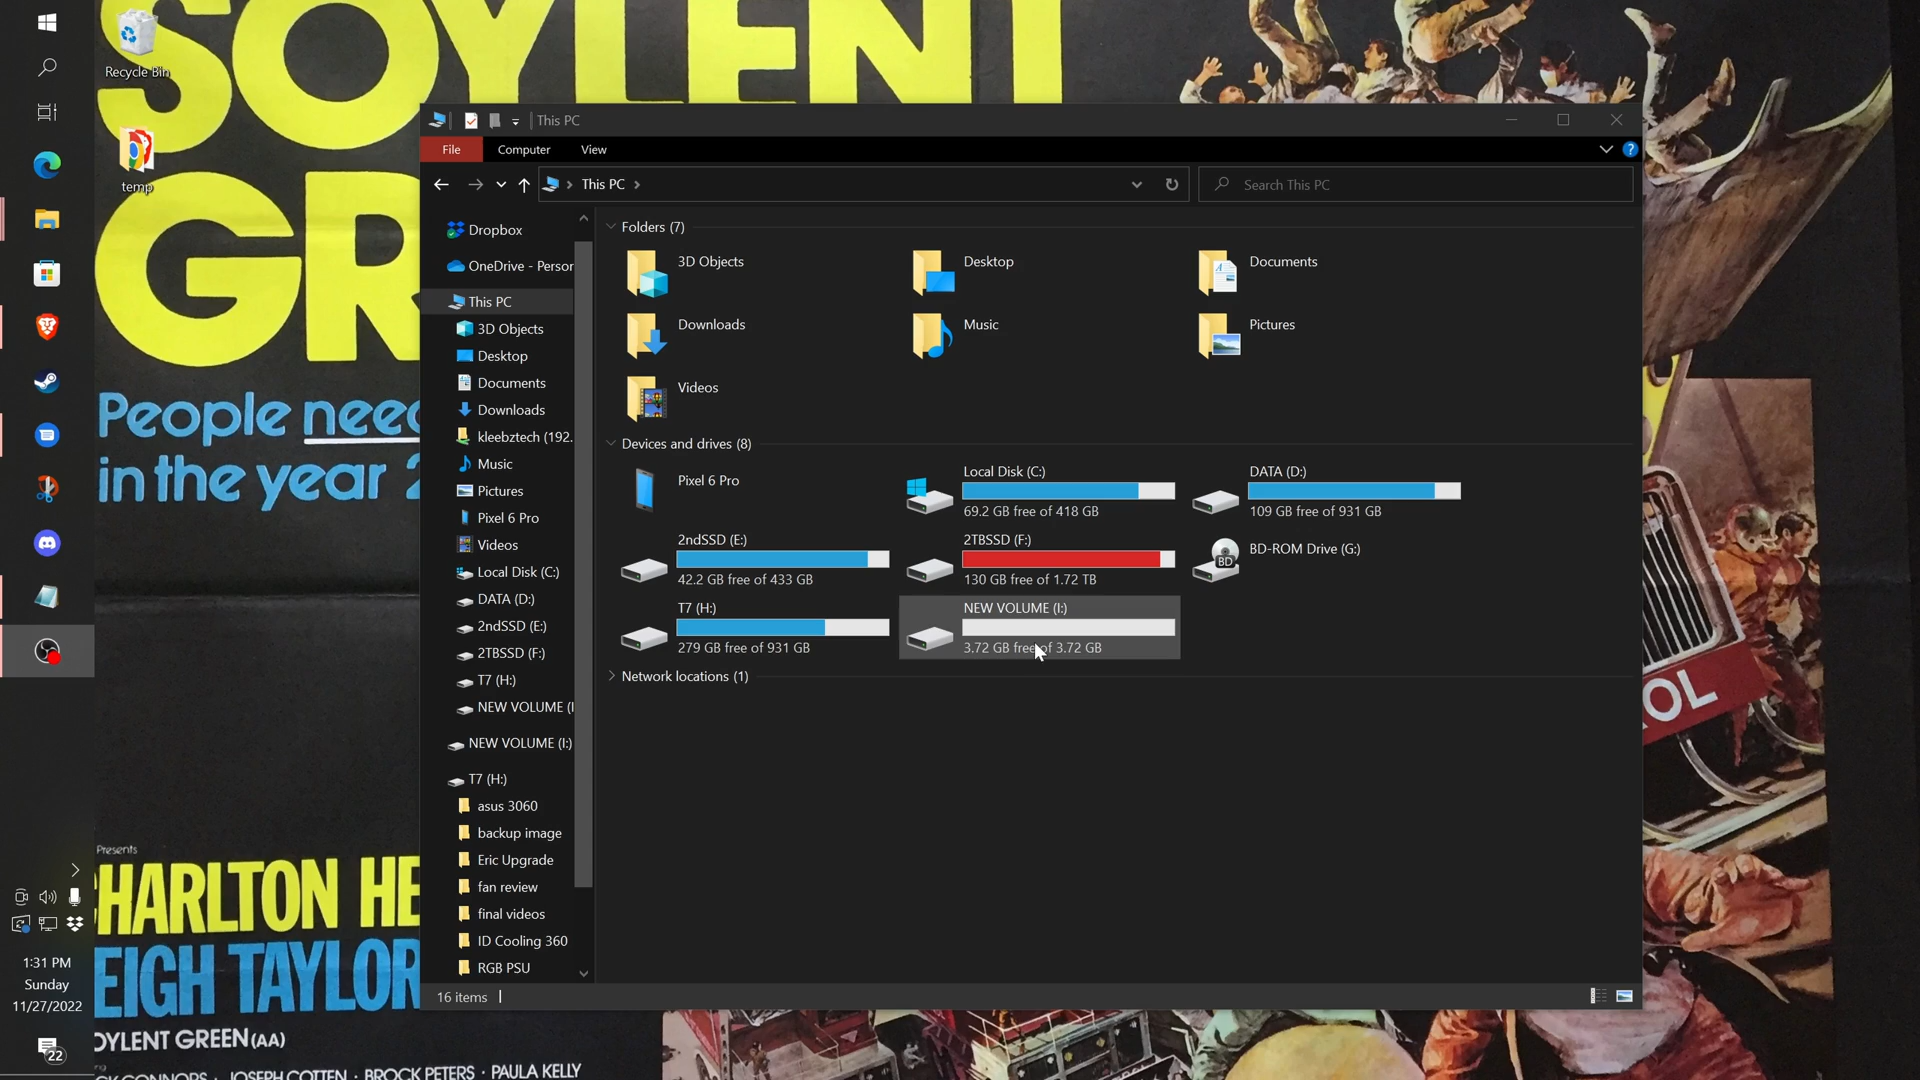 SOYLENT
GR
People need
in the year 2
Presents
HARLTON HE
EIGH TAYLOR
OYLENT GREEN (AA)
CK CONNORS · JOSEPH COTTEN · BROCK PETERS · PAULA KELLY
OL
Recycle Bin
temp
1:31 PM
Sunday
11/27/2022
22
This PC
File
Computer
View
?
This PC
Search This PC
Dropbox
OneDrive - Person
This PC
3D Objects
Desktop
Documents
Downloads
kleebztech (192.
Music
Pictures
Pixel 6 Pro
Videos
Local Disk (C:)
DATA (D:)
2ndSSD (E:)
2TBSSD (F:)
T7 (H:)
NEW VOLUME (I
NEW VOLUME (I:)
T7 (H:)
asus 3060
backup image
Eric Upgrade
fan review
final videos
ID Cooling 360
RGB PSU
Folders (7)
3D Objects
Desktop
Documents
Downloads
Music
Pictures
Videos
Devices and drives (8)
Pixel 6 Pro
Local Disk (C:)
69.2 GB free of 418 GB
DATA (D:)
109 GB free of 931 GB
2ndSSD (E:)
42.2 GB free of 433 GB
2TBSSD (F:)
130 GB free of 1.72 TB
BD
BD-ROM Drive (G:)
T7 (H:)
279 GB free of 931 GB
NEW VOLUME (I:)
3.72 GB free of 3.72 GB
Network locations (1)
16 items